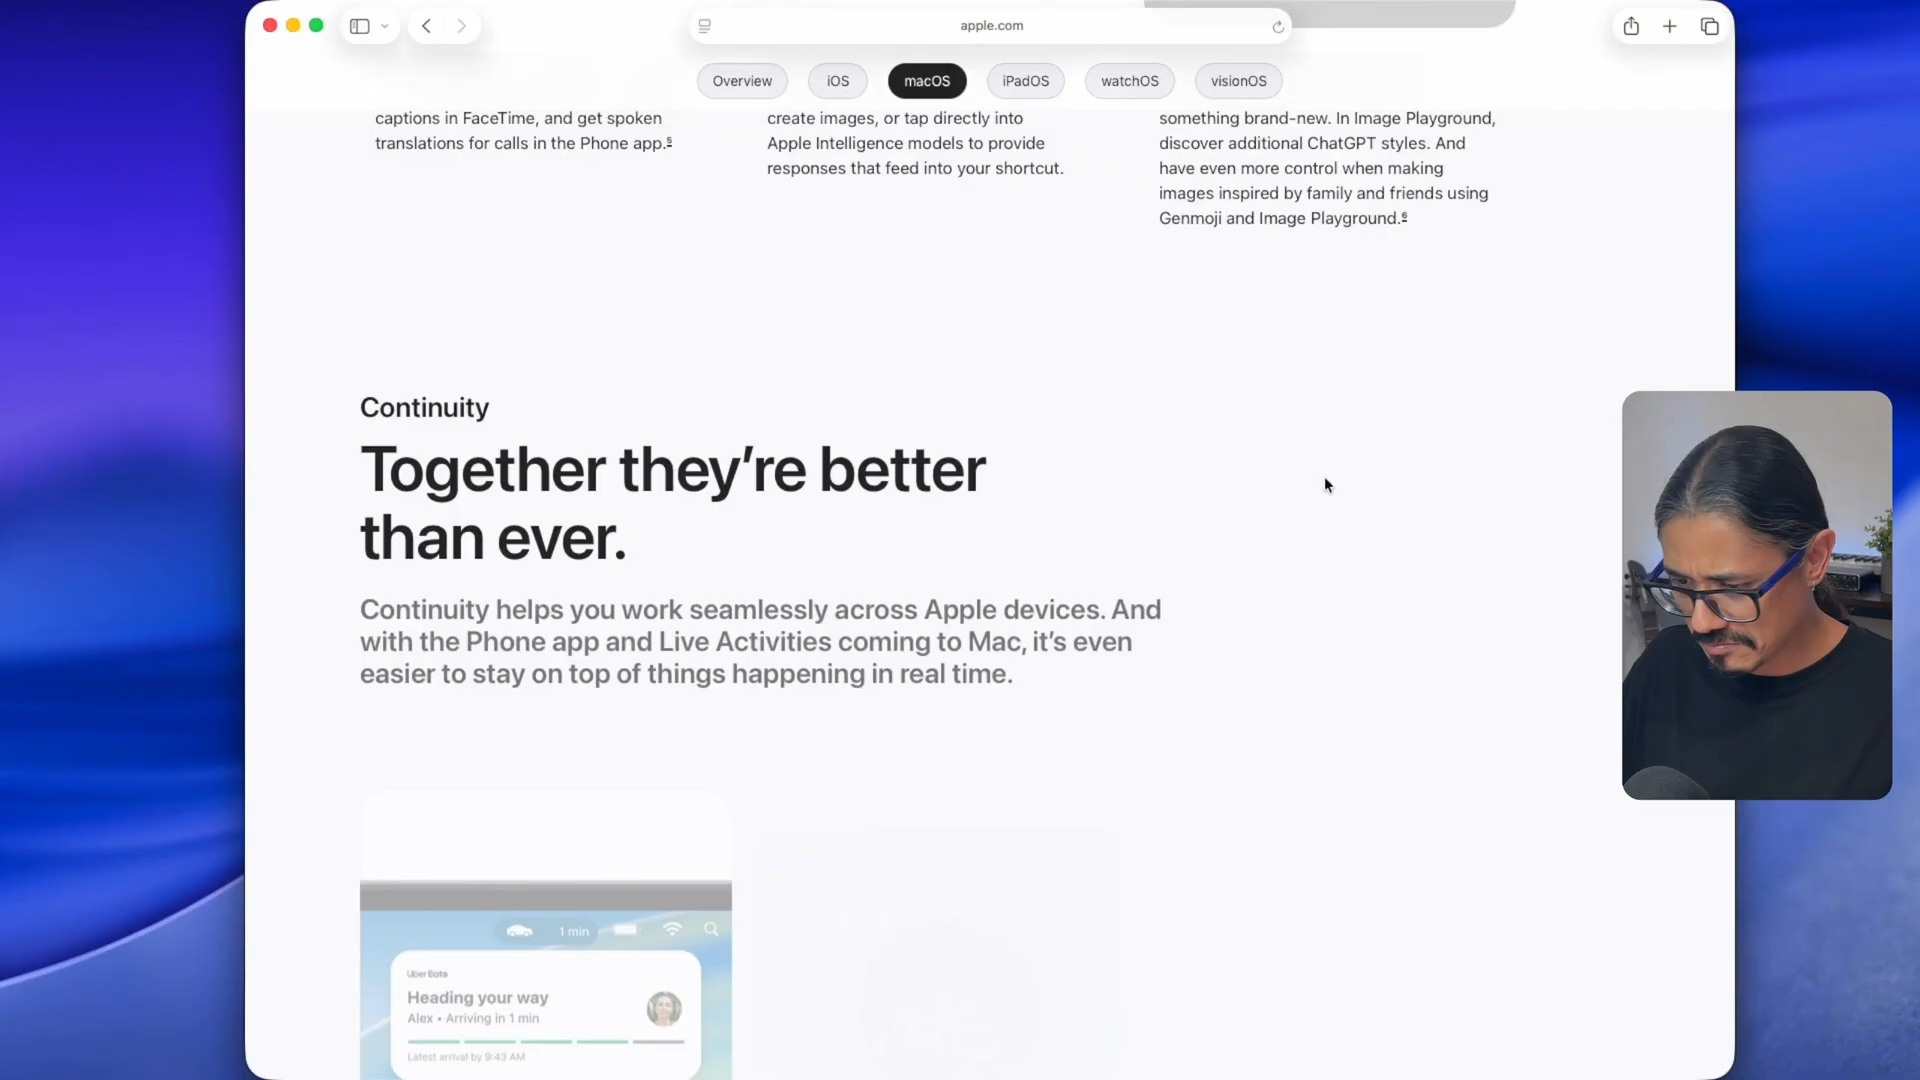 apple.com
Overview
iOS
macOS
iPadOS
watchOS
visionOS
captions in FaceTime, and get spoken
translations for calls in the Phone app.⁵
create images, or tap directly into
Apple Intelligence models to provide
responses that feed into your shortcut.
something brand-new. In Image Playground,
discover additional ChatGPT styles. And
have even more control when making
images inspired by family and friends using
Genmoji and Image Playground.⁶
Continuity
Together they’re better
than ever.
Continuity helps you work seamlessly across Apple devices. And
with the Phone app and Live Activities coming to Mac, it’s even
easier to stay on top of things happening in real time.
1 min
Uber Eats
Heading your way
Alex • Arriving in 1 min
Latest arrival by 9:43 AM